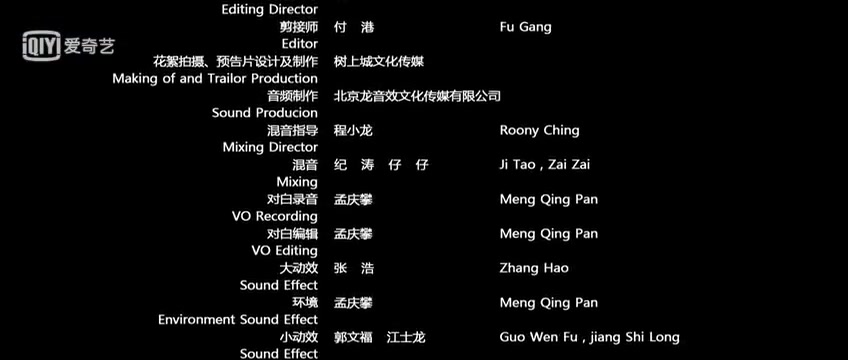 Editing Director
剪接师 付 港 Fu Gang
iQIYI 爱奇艺
Editor
花絮拍摄、预告片设计及制作 树上城文化传媒
Making of and Trailor Production
音频制作 北京龙音效文化传媒有限公司
Sound Producion
混音指导 程小龙 Roony Ching
Mixing Director
混音 纪 涛 仔 仔 Ji Tao , Zai Zai
Mixing
对白录音 孟庆攀 Meng Qing Pan
VO Recording
对白编辑 孟庆攀 Meng Qing Pan
VO Editing
大动效 张 浩 Zhang Hao
Sound Effect
环境 孟庆攀 Meng Qing Pan
Environment Sound Effect
小动效 郭文福 江士龙 Guo Wen Fu , jiang Shi Long
Sound Effect